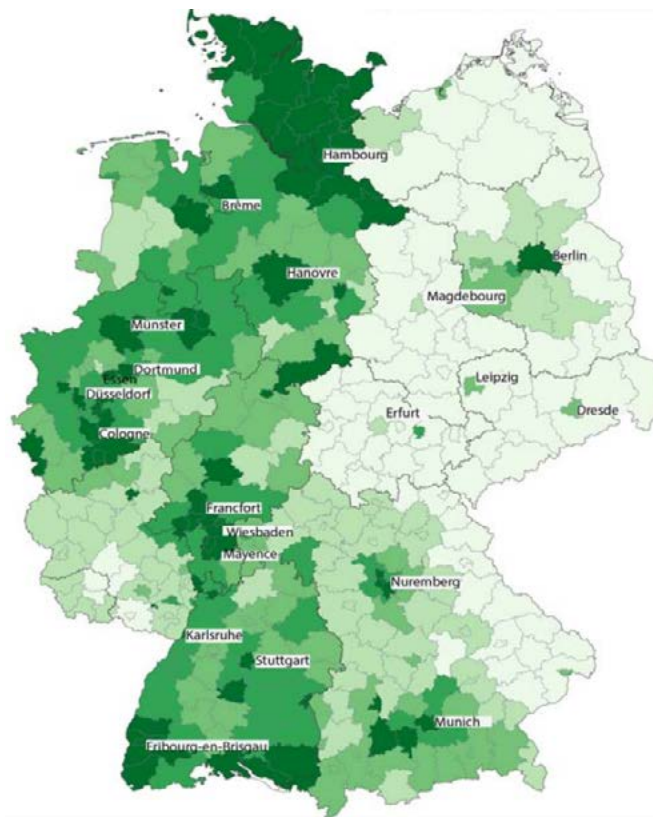 Hambourg
Brême
Berlin
Hanovre
Magdebourg
Münster
Dortmund
Essen
Leipzig
Düsseldorf
Erfurt
Dresde
Cologne
Francfort
Wiesbaden
Mayence
Nuremberg
Karlsruhe
Stuttgart
Munich
Fribourg-en-Brisgau